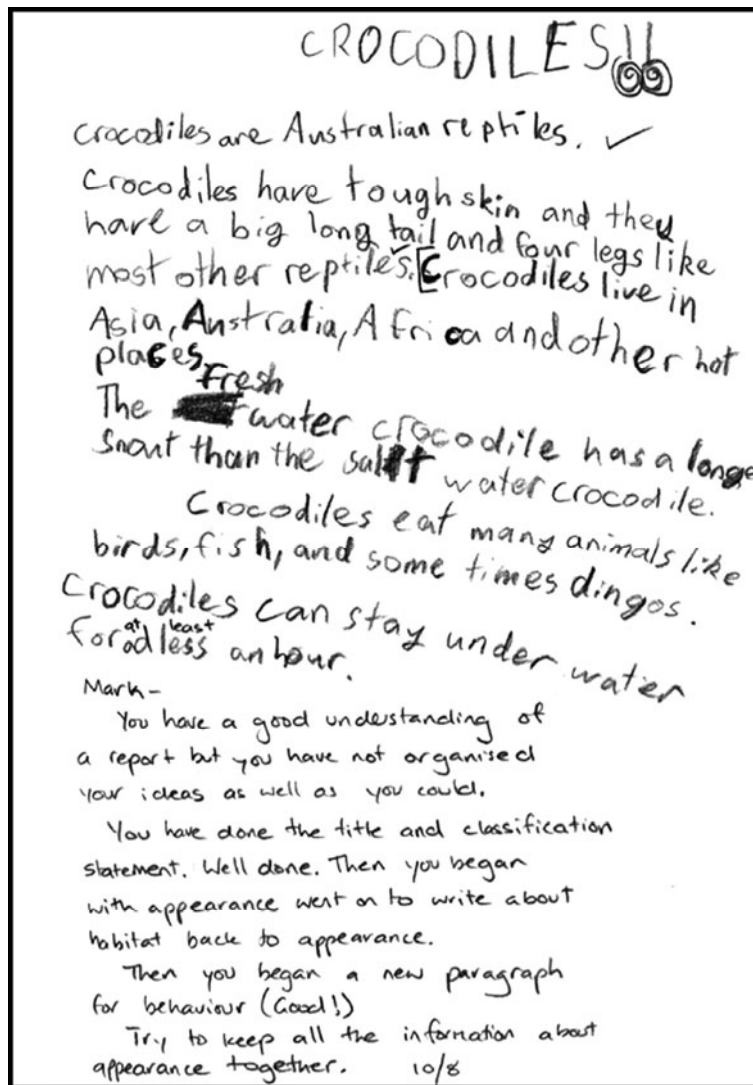 CROCODILES!!
crocodiles are Australian reptiles. ✓
Crocodiles have tough skin and they
have a big long tail and four legs like
most other reptiles. [Crocodiles live in
Asia, Australia, Africa and other hot
places.
Fresh
The water crocodile has a longe
snout than the salt water crocodile.
Crocodiles eat many animals like
birds, fish, and some times dingos.
Crocodiles can stay under water
at least
for ad less an hour.
Mark-
You have a good understanding of
a report but you have not organised
your ideas as well as you could.
You have done the title and classification
statement. Well done. Then you began
with appearance went on to write about
habitat back to appearance.
Then you began a new paragraph
for behaviour (Good!)
Try to keep all the information about
appearance together. 10/8